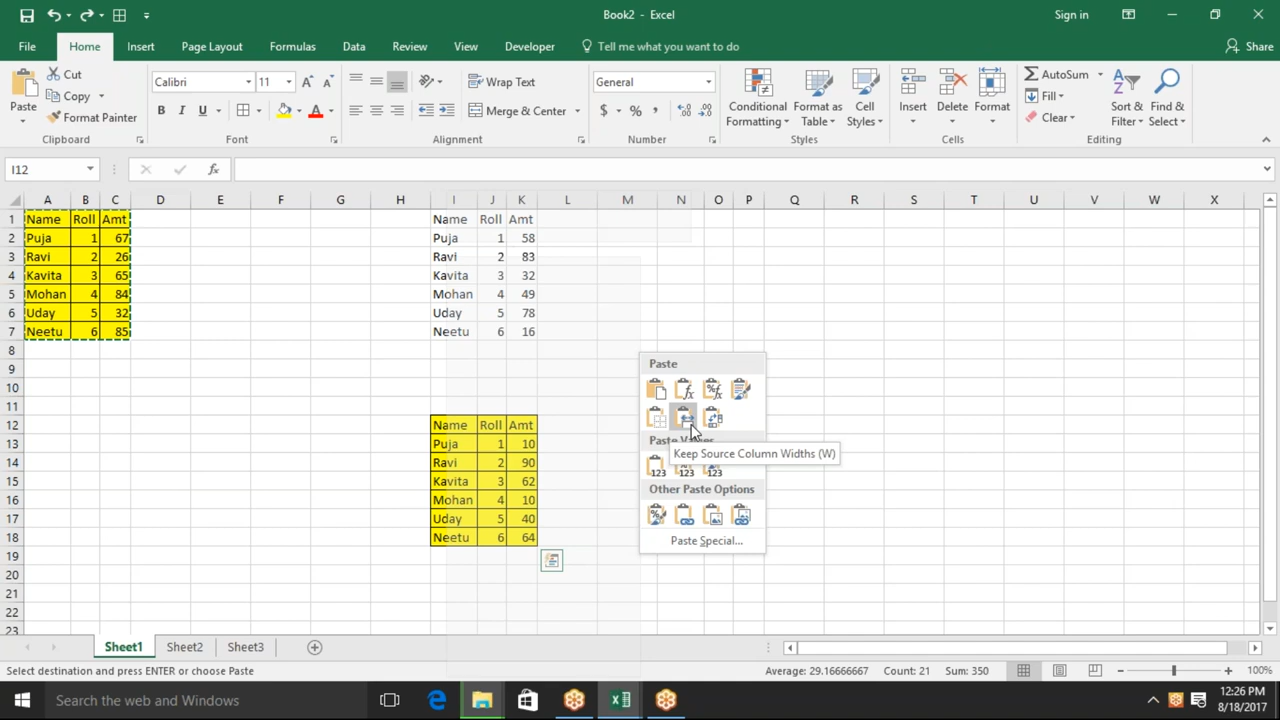 Book2 - Excel
Sign in
File Home Insert Page Layout Formulas Data Review View Developer Tell me what you want to do Share
Paste
Cut
Copy
Format Painter
Calibri 11
B I U
Wrap Text
Merge & Center
General
$ % ,
Conditional Formatting
Format as Table
Cell Styles
Insert
Delete
Format
AutoSum
Fill
Clear
Sort & Filter
Find & Select
Clipboard Font Alignment Number Styles Cells Editing
I12 fx
A B C D E F G H I J K L M N O P Q R S T U V W X
1 Name Roll Amt Name Roll Amt
2 Puja 1 67 Puja 1 58
3 Ravi 2 26 Ravi 2 83
4 Kavita 3 65 Kavita 3 32
5 Mohan 4 84 Mohan 4 49
6 Uday 5 32 Uday 5 78
7 Neetu 6 85 Neetu 6 16
8
9
10
11
12 Name Roll Amt
13 Puja 1 10
14 Ravi 2 90
15 Kavita 3 62
16 Mohan 4 10
17 Uday 5 40
18 Neetu 6 64
19
20
21
22
23
Paste
Paste Values
Keep Source Column Widths (W)
123 123 123
Other Paste Options
Paste Special...
Sheet1 Sheet2 Sheet3
Select destination and press ENTER or choose Paste Average: 29.16666667 Count: 21 Sum: 350 100%
Search the web and Windows
12:26 PM
8/18/2017